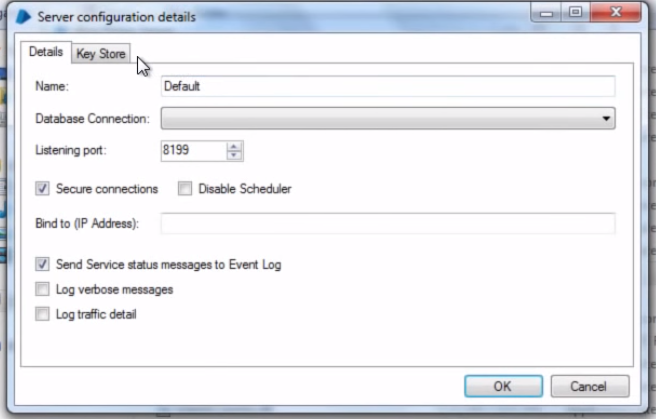 Server configuration details
Details Key Store
Name: Default
Database Connection:
Listening port: 8199
Secure connections Disable Scheduler
Bind to (IP Address):
Send Service status messages to Event Log
Log verbose messages
Log traffic detail
OK Cancel